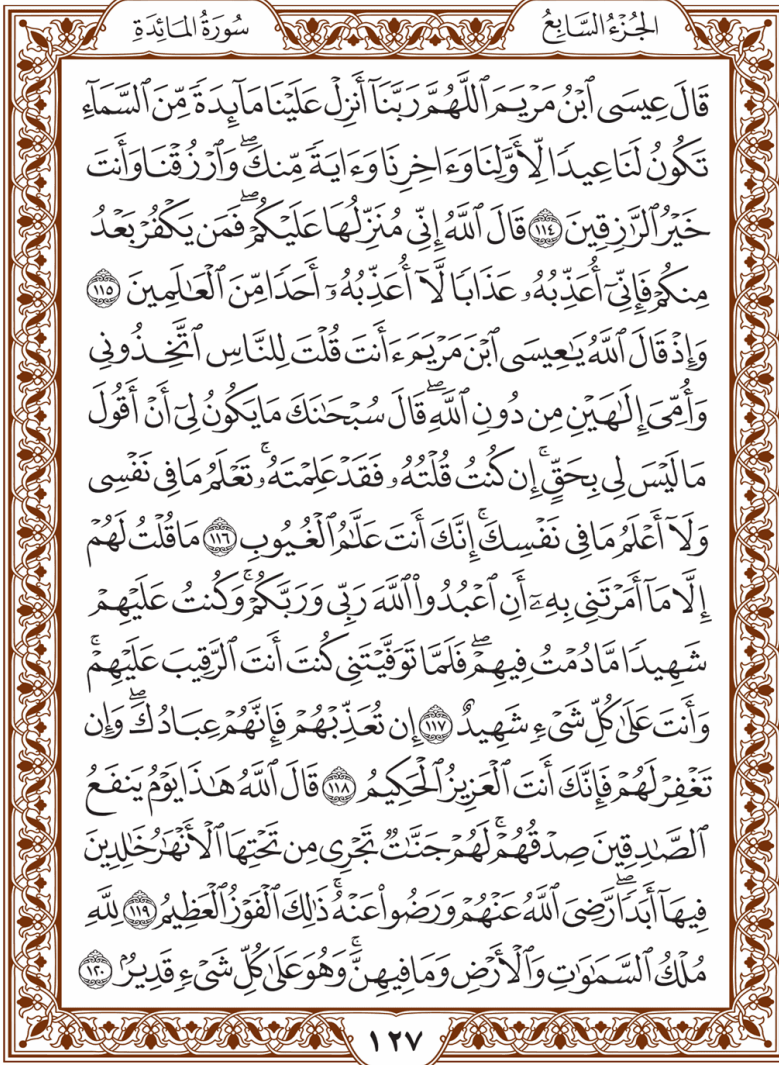 الجُزْءُ السَّابِعُ
سُورَةُ المَائِدَةِ
قَالَ عِيسَى ٱبْنُ مَرْيَمَ ٱللَّهُمَّ رَبَّنَآ أَنزِلْ عَلَيْنَا مَآئِدَةً مِّنَ ٱلسَّمَآءِ
تَكُونُ لَنَا عِيدًا لِّأَوَّلِنَا وَءَاخِرِنَا وَءَايَةً مِّنكَۖ وَٱرْزُقْنَا وَأَنتَ
خَيْرُ ٱلرَّٰزِقِينَ ١١٤ قَالَ ٱللَّهُ إِنِّي مُنَزِّلُهَا عَلَيْكُمْۖ فَمَن يَكْفُرْ بَعْدُ
مِنكُمْ فَإِنِّيٓ أُعَذِّبُهُۥ عَذَابًا لَّآ أُعَذِّبُهُۥٓ أَحَدًا مِّنَ ٱلْعَٰلَمِينَ ١١٥
وَإِذْ قَالَ ٱللَّهُ يَٰعِيسَى ٱبْنَ مَرْيَمَ ءَأَنتَ قُلْتَ لِلنَّاسِ ٱتَّخِذُونِي
وَأُمِّيَ إِلَٰهَيْنِ مِن دُونِ ٱللَّهِۖ قَالَ سُبْحَٰنَكَ مَا يَكُونُ لِيٓ أَنْ أَقُولَ
مَا لَيْسَ لِي بِحَقٍّۚ إِن كُنتُ قُلْتُهُۥ فَقَدْ عَلِمْتَهُۥۚ تَعْلَمُ مَا فِي نَفْسِي
وَلَآ أَعْلَمُ مَا فِي نَفْسِكَۚ إِنَّكَ أَنتَ عَلَّٰمُ ٱلْغُيُوبِ ١١٦ مَا قُلْتُ لَهُمْ
إِلَّا مَآ أَمَرْتَنِي بِهِۦٓ أَنِ ٱعْبُدُوا۟ ٱللَّهَ رَبِّي وَرَبَّكُمْۚ وَكُنتُ عَلَيْهِمْ
شَهِيدًا مَّا دُمْتُ فِيهِمْۖ فَلَمَّا تَوَفَّيْتَنِي كُنتَ أَنتَ ٱلرَّقِيبَ عَلَيْهِمْۚ
وَأَنتَ عَلَىٰ كُلِّ شَيْءٍ شَهِيدٌ ١١٧ إِن تُعَذِّبْهُمْ فَإِنَّهُمْ عِبَادُكَۖ وَإِن
تَغْفِرْ لَهُمْ فَإِنَّكَ أَنتَ ٱلْعَزِيزُ ٱلْحَكِيمُ ١١٨ قَالَ ٱللَّهُ هَٰذَا يَوْمُ يَنفَعُ
ٱلصَّٰدِقِينَ صِدْقُهُمْۚ لَهُمْ جَنَّٰتٌ تَجْرِي مِن تَحْتِهَا ٱلْأَنْهَٰرُ خَٰلِدِينَ
فِيهَآ أَبَدًاۖ رَّضِيَ ٱللَّهُ عَنْهُمْ وَرَضُوا۟ عَنْهُۚ ذَٰلِكَ ٱلْفَوْزُ ٱلْعَظِيمُ ١١٩ لِلَّهِ
مُلْكُ ٱلسَّمَٰوَٰتِ وَٱلْأَرْضِ وَمَا فِيهِنَّۚ وَهُوَ عَلَىٰ كُلِّ شَيْءٍ قَدِيرٌۢ ١٢٠
١٢٧